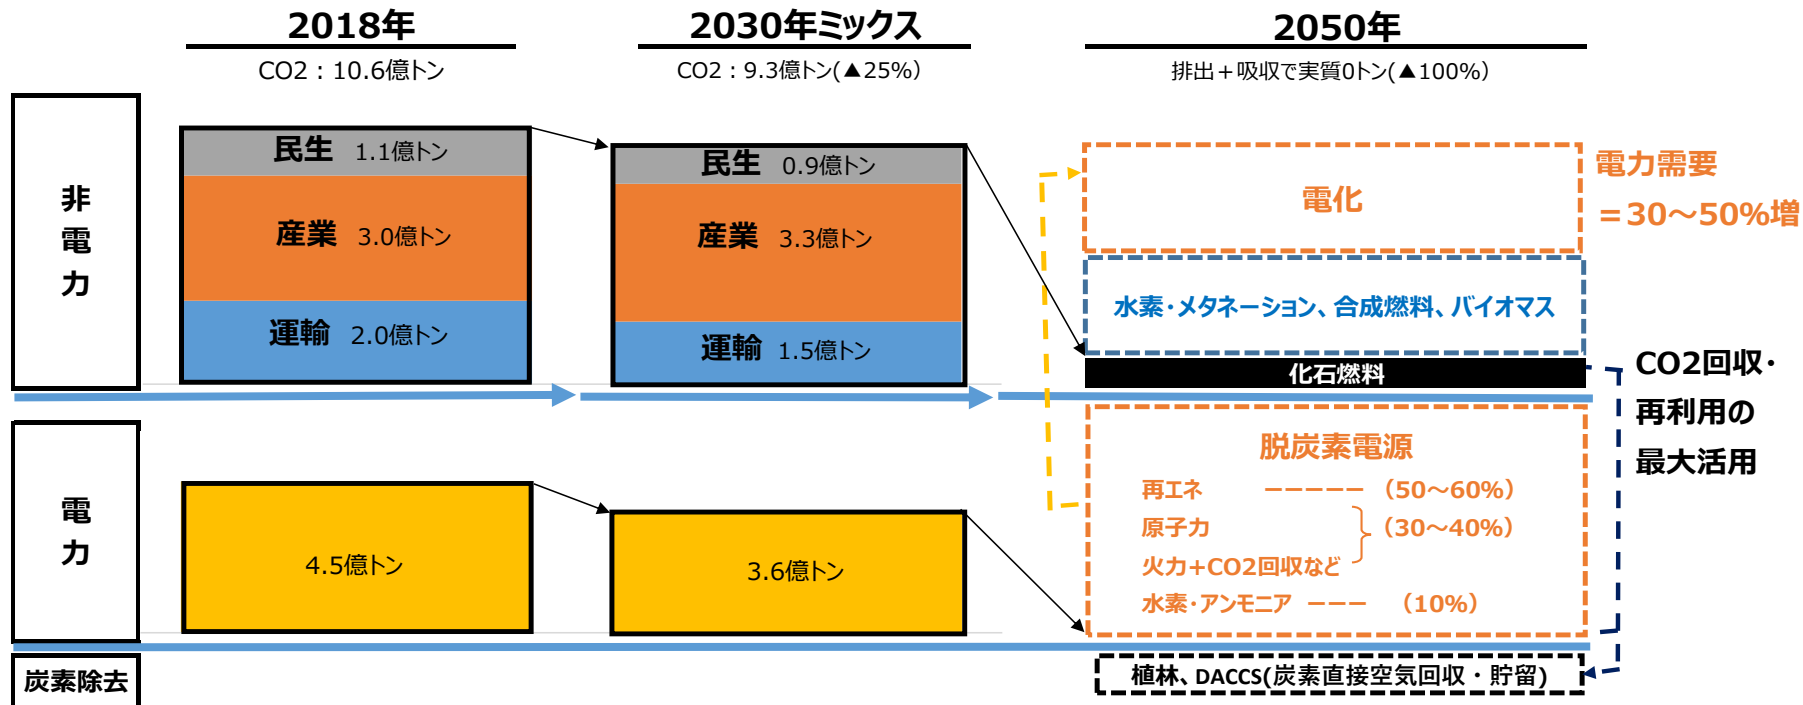 2018年
CO2：10.6億トン
2030年ミックス
CO2：9.3億トン(▲25%)
2050年
排出＋吸収で実質0トン(▲100%)
非電力
民生 1.1億トン
産業 3.0億トン
運輸 2.0億トン
民生 0.9億トン
産業 3.3億トン
運輸 1.5億トン
電化
電力需要
＝30～50%増
水素・メタネーション、合成燃料、バイオマス
化石燃料
CO2回収・
再利用の
最大活用
電力
4.5億トン
3.6億トン
脱炭素電源
再エネ ―――――（50～60%）
原子力 （30～40%）
火力+CO2回収など
水素・アンモニア ――― （10%）
炭素除去
植林、DACCS(炭素直接空気回収・貯留)